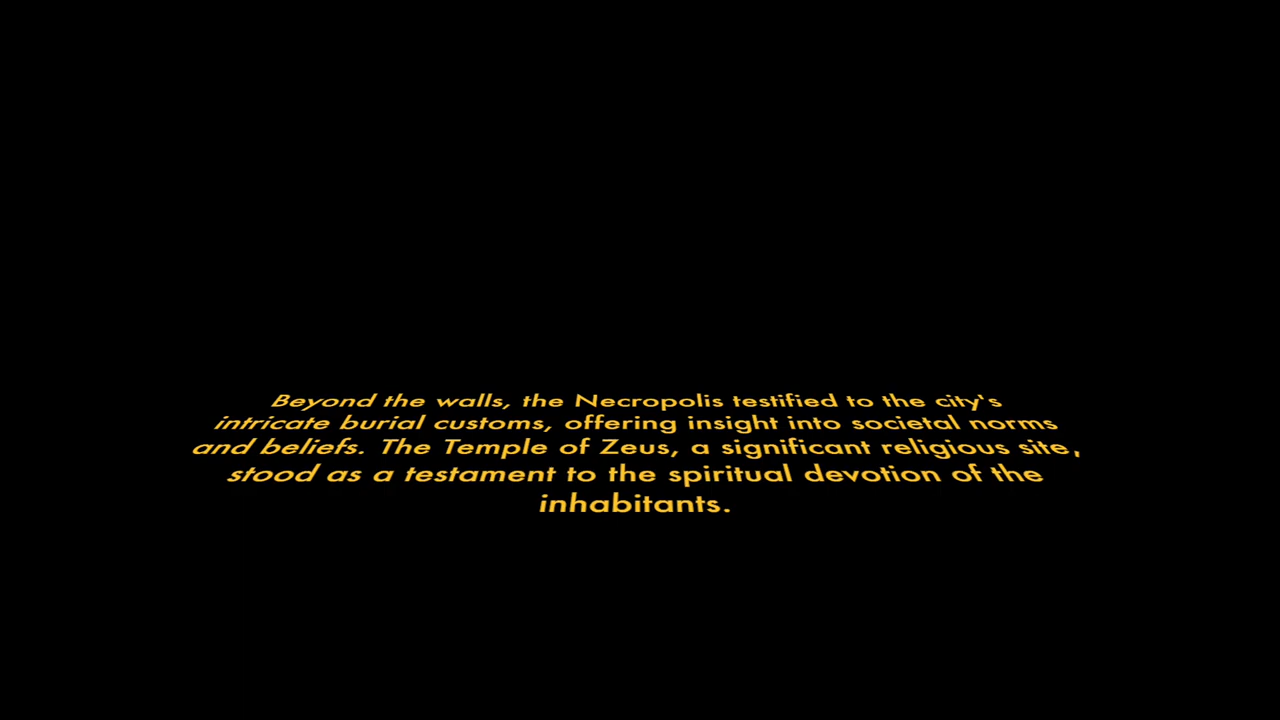 Beyond the walls, the Necropolis testified to the city's
intricate burial customs, offering insight into societal norms
and beliefs. The Temple of Zeus, a significant religious site,
stood as a testament to the spiritual devotion of the
inhabitants.